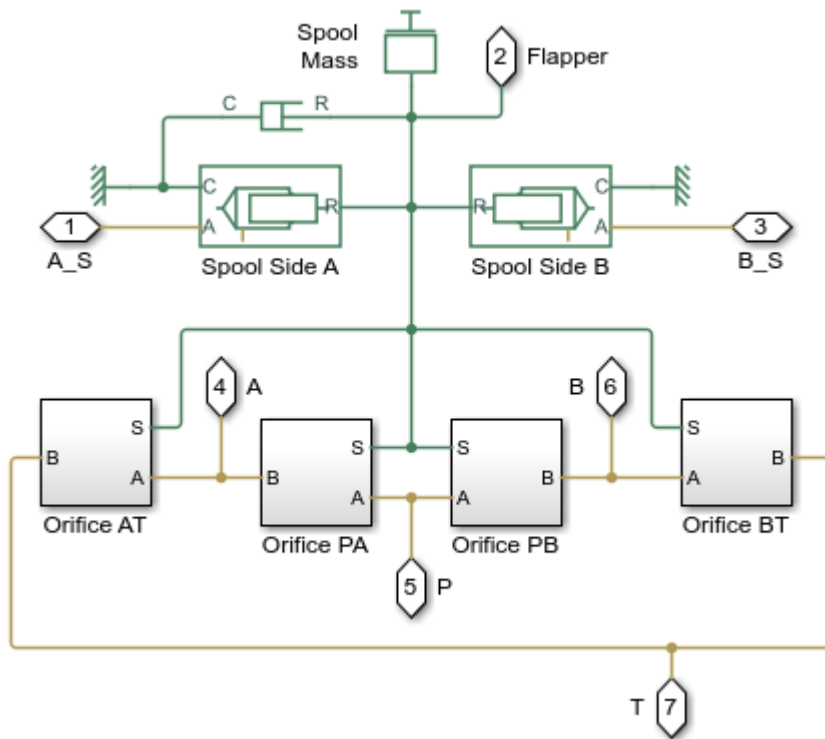 Spool
Mass
2 Flapper
C R
C
A
R
R
C
A
1
A_S
Spool Side A
Spool Side B
3
B_S
4 A
B 6
S
B
A
Orifice AT
S
B
A
Orifice PA
S
A
B
Orifice PB
S
B
A
Orifice BT
5 P
T 7